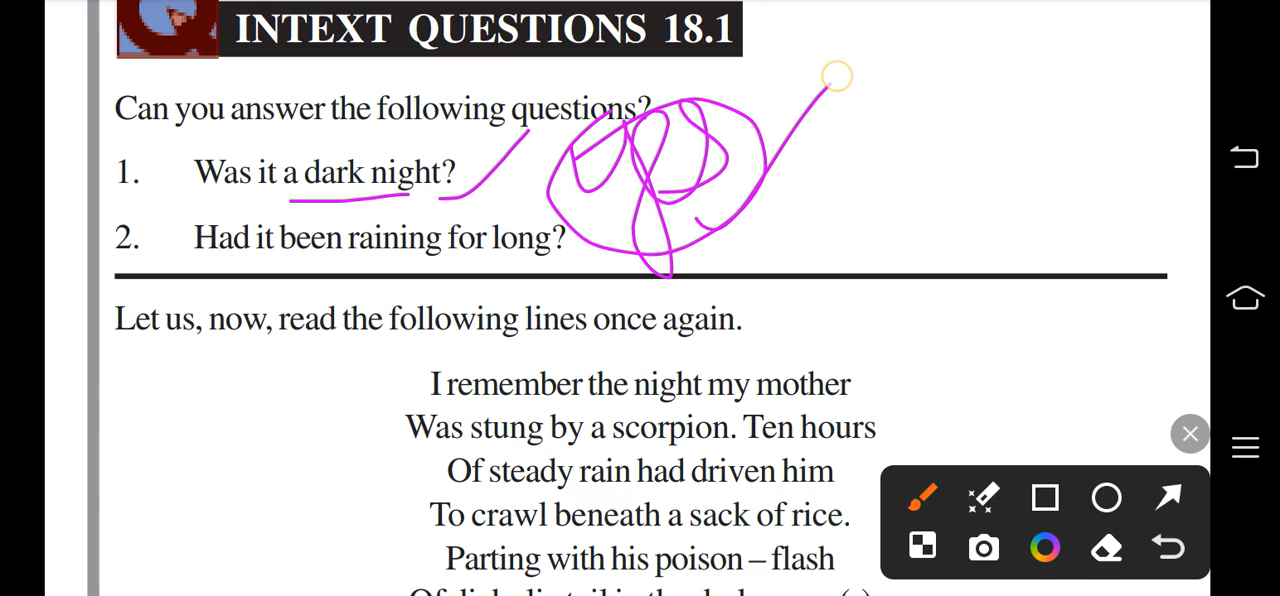 INTEXT QUESTIONS 18.1
Can you answer the following questions?
1. Was it a dark night?
2. Had it been raining for long?
Let us, now, read the following lines once again.
I remember the night my mother
Was stung by a scorpion. Ten hours
Of steady rain had driven him
To crawl beneath a sack of rice.
Parting with his poison – flash